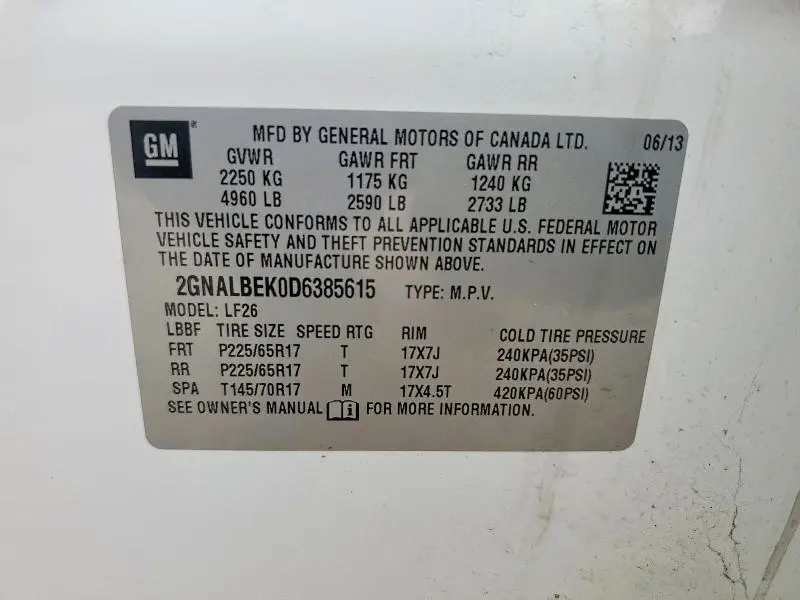 GM® MFD BY GENERAL MOTORS OF CANADA LTD. 06/13
GVWR GAWR FRT GAWR RR
2250 KG 1175 KG 1240 KG
4960 LB 2590 LB 2733 LB
THIS VEHICLE CONFORMS TO ALL APPLICABLE U.S. FEDERAL MOTOR
VEHICLE SAFETY AND THEFT PREVENTION STANDARDS IN EFFECT ON
THE DATE OF MANUFACTURE SHOWN ABOVE.
2GNALBEK0D6385615 TYPE: M.P.V.
MODEL: LF26
LBBF TIRE SIZE SPEED RTG RIM COLD TIRE PRESSURE
FRT P225/65R17 T 17X7J 240KPA(35PSI)
RR P225/65R17 T 17X7J 240KPA(35PSI)
SPA T145/70R17 M 17X4.5T 420KPA(60PSI)
SEE OWNER'S MANUAL i FOR MORE INFORMATION.